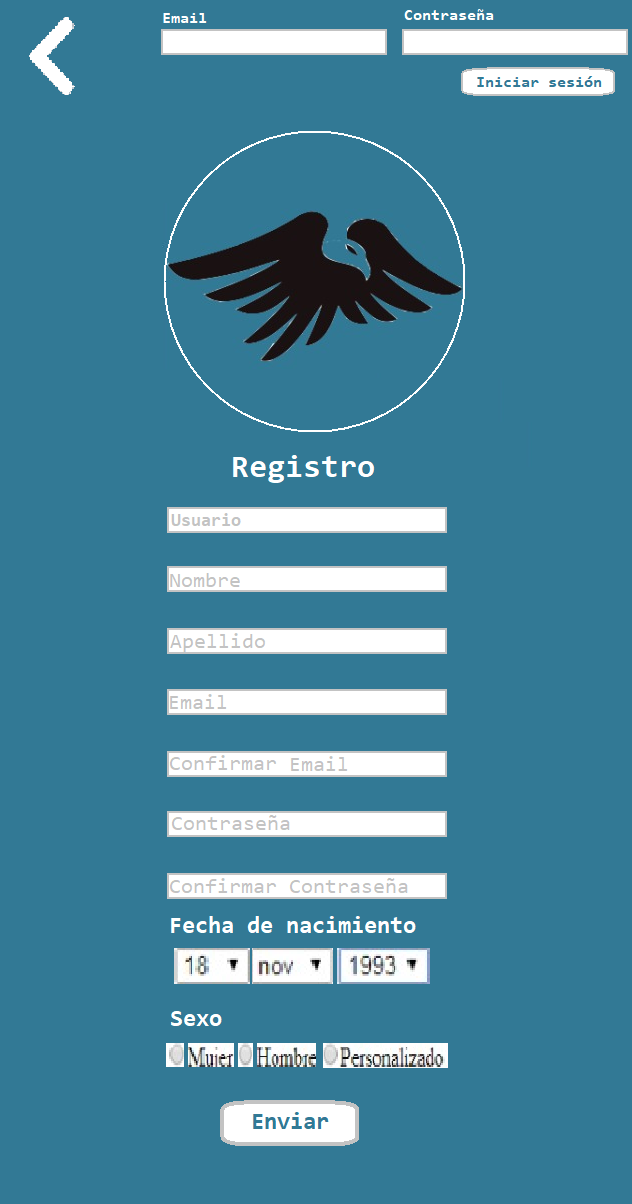 Email Contraseña
Iniciar sesión
Registro
Usuario
Nombre
Apellido
Email
Confirmar Email
Contraseña
Confirmar Contraseña
Fecha de nacimiento
18 nov 1993
Sexo
Mujer Hombre Personalizado
Enviar